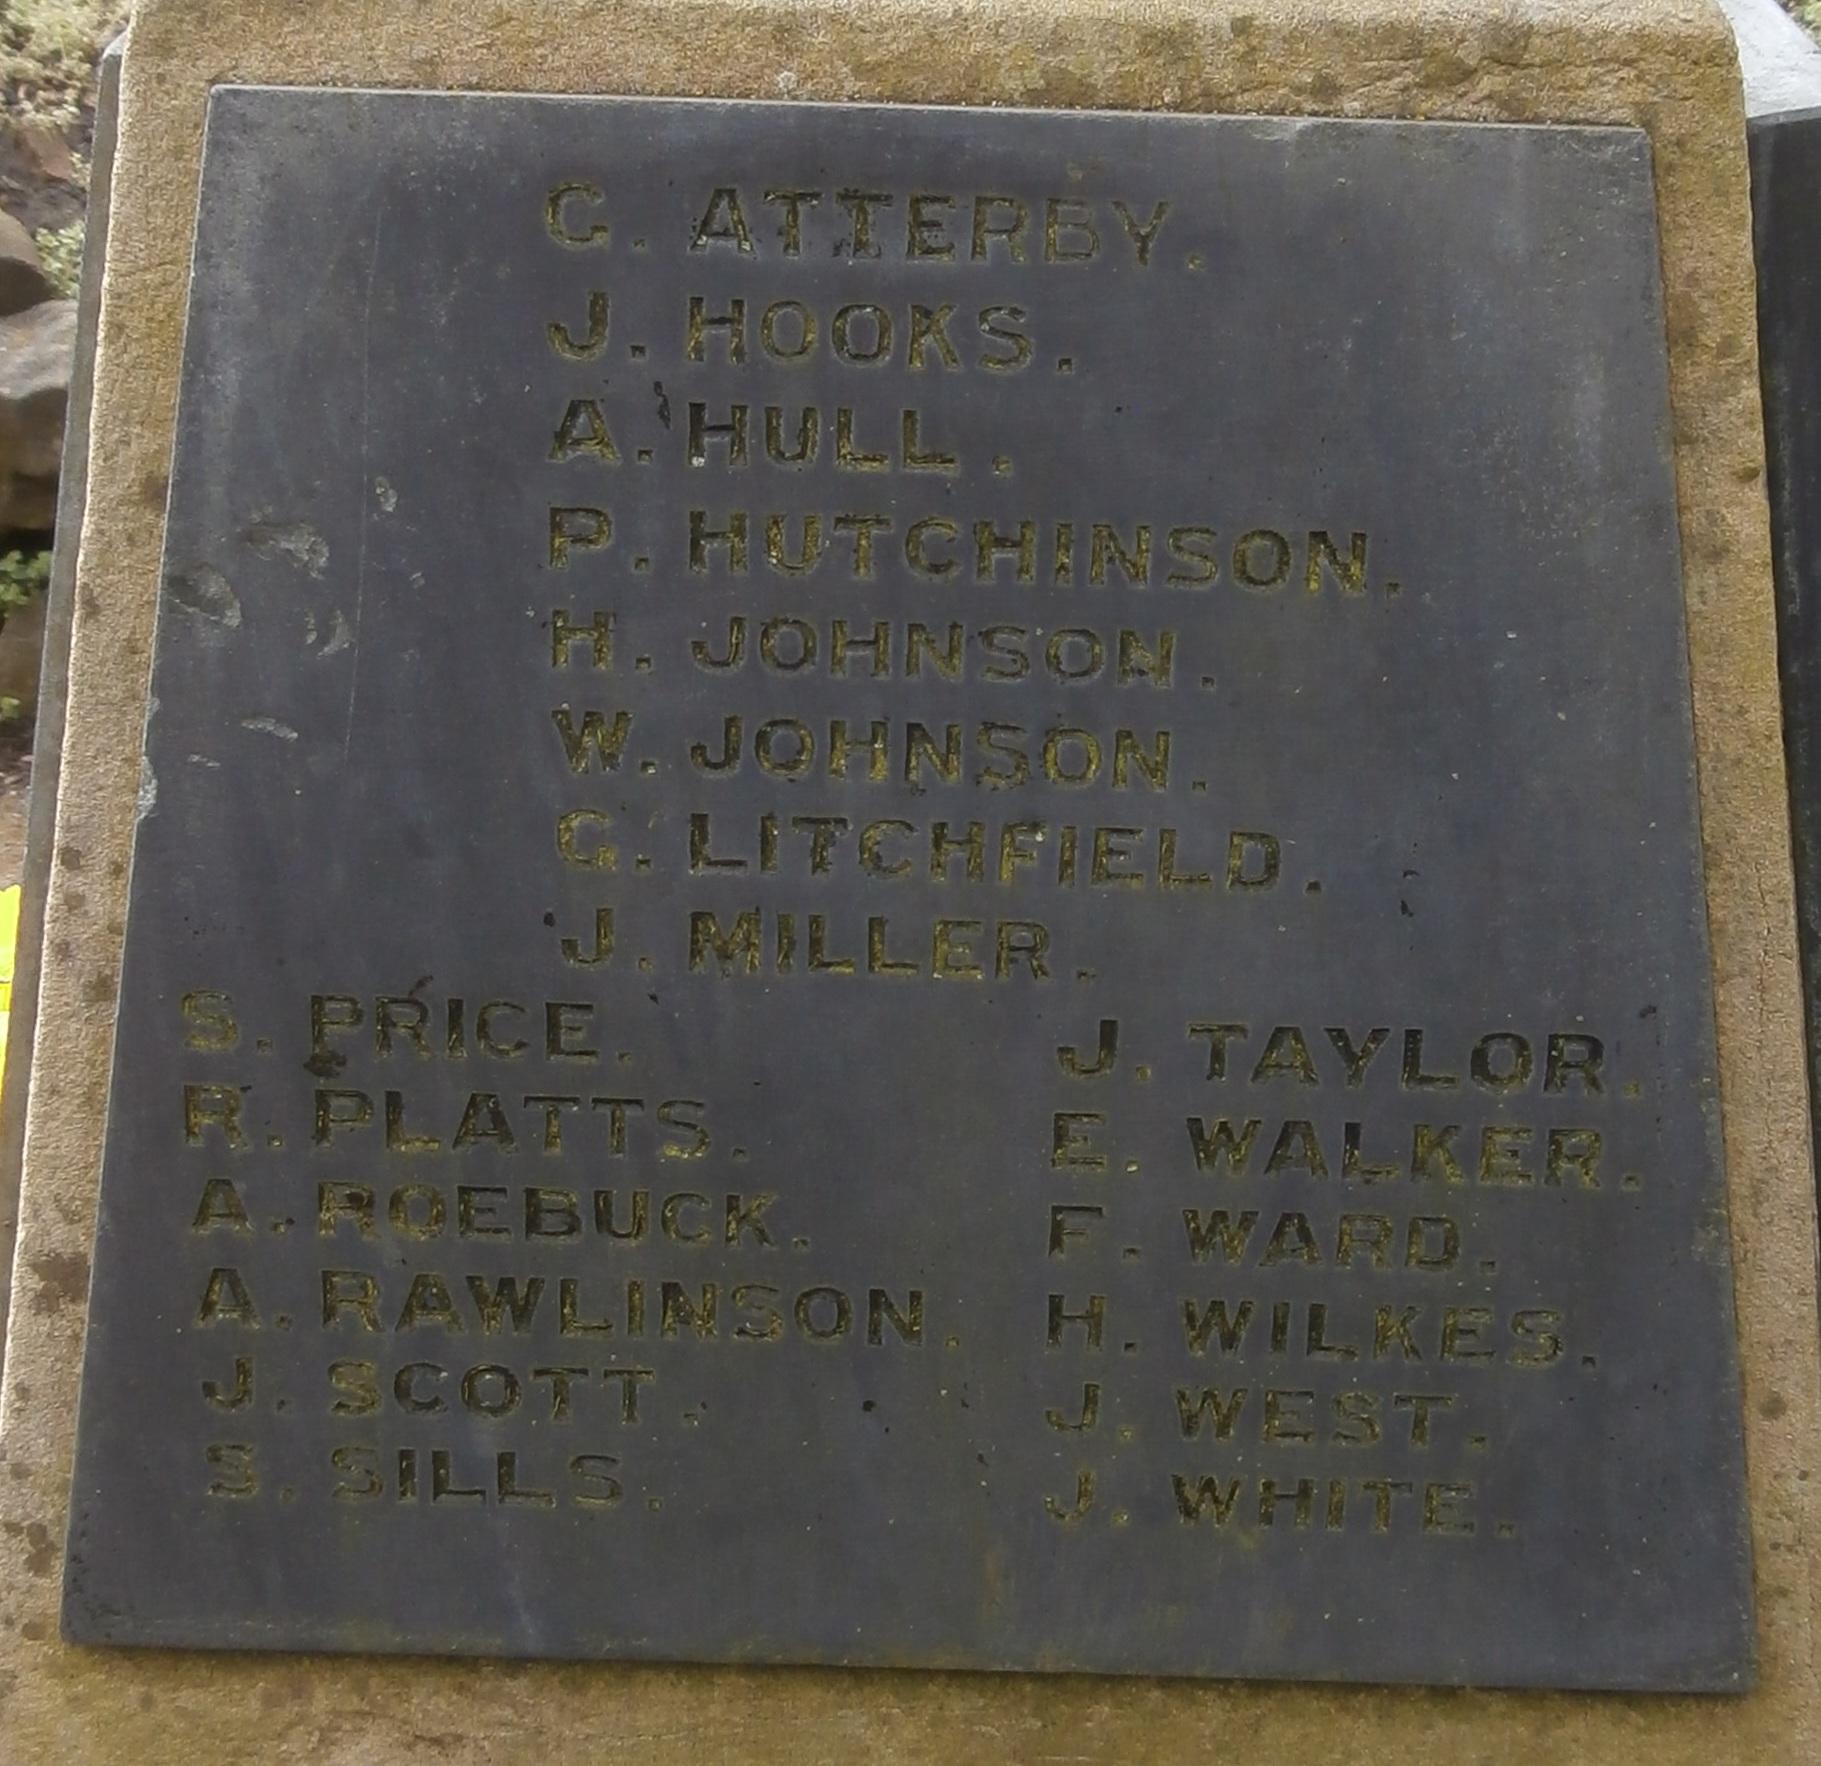 G. ATTERBY.
J. HOOKS.
A. HULL.
P. HUTCHINSON.
H. JOHNSON.
W. JOHNSON.
G. LITCHFIELD.
J. MILLER.
S. PRICE.
R. PLATTS.
A. ROEBUCK.
A. RAWLINSON.
J. SCOTT.
S. SILLS.
J. TAYLOR.
E. WALKER.
F. WARD.
H. WILKES.
J. WEST.
J. WHITE.